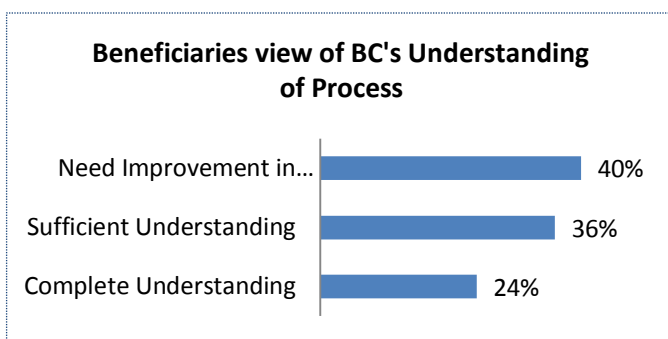 Beneficiaries view of BC's Understanding
of Process
Need Improvement in…
40%
Sufficient Understanding
36%
Complete Understanding
24%